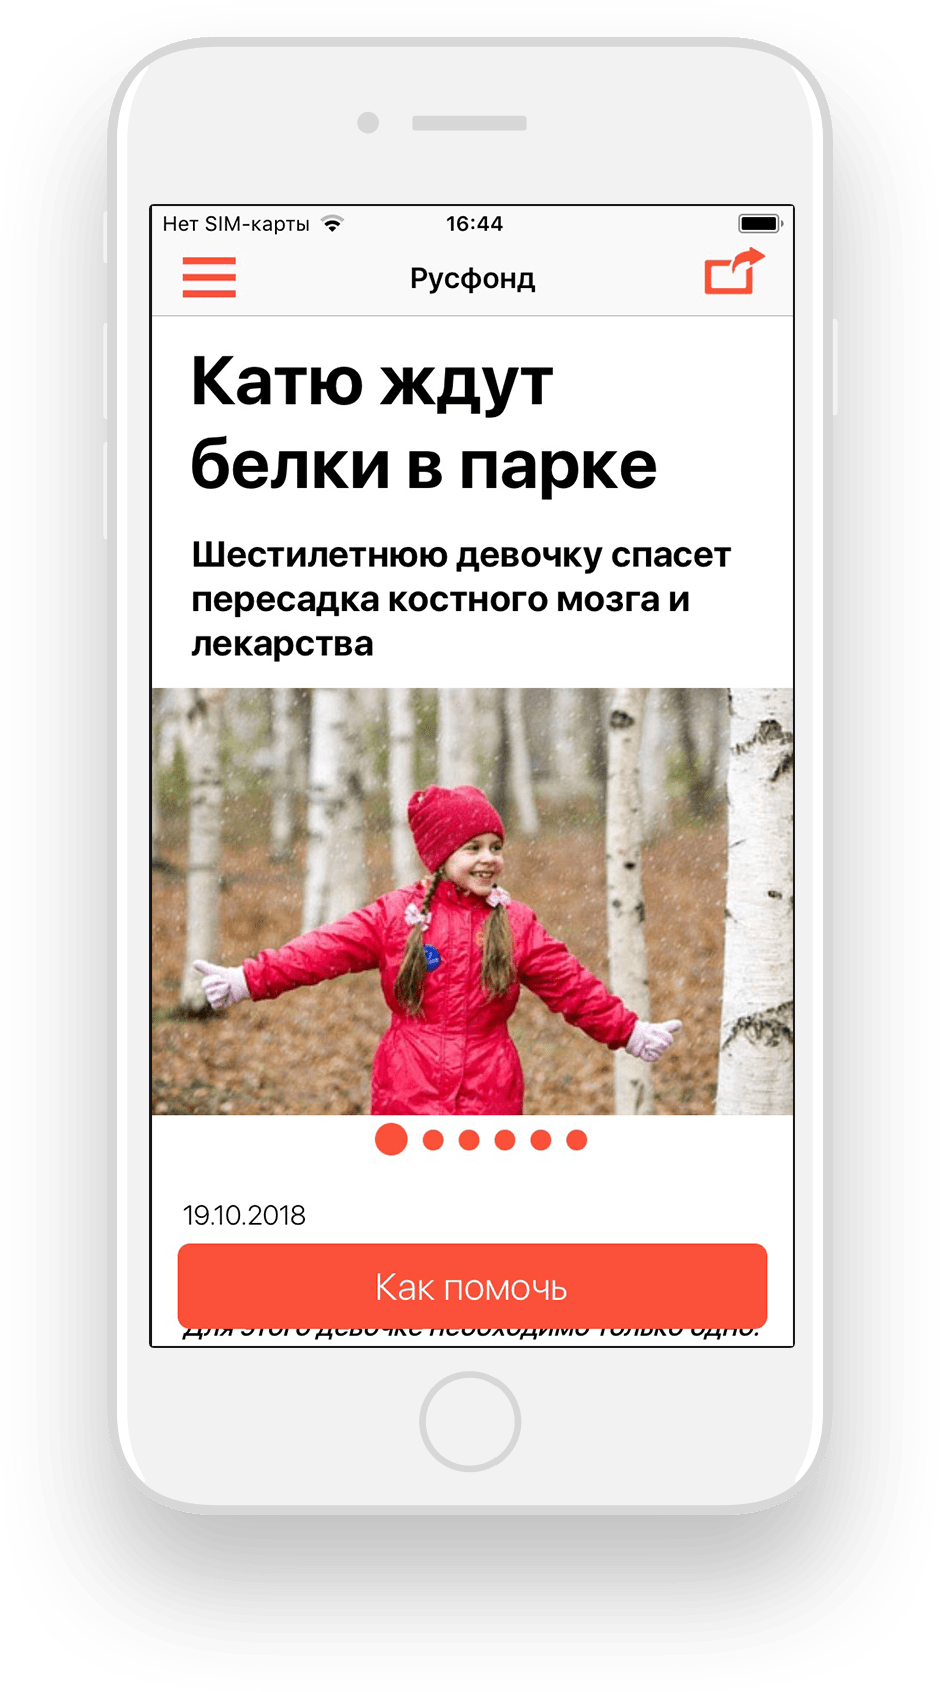 Нет SIM-карты 16:44
Русфонд
Катю ждут
белки в парке
Шестилетнюю девочку спасет
пересадка костного мозга и
лекарства
19.10.2018
Как помочь
Для этого девочке необходимо только одно: